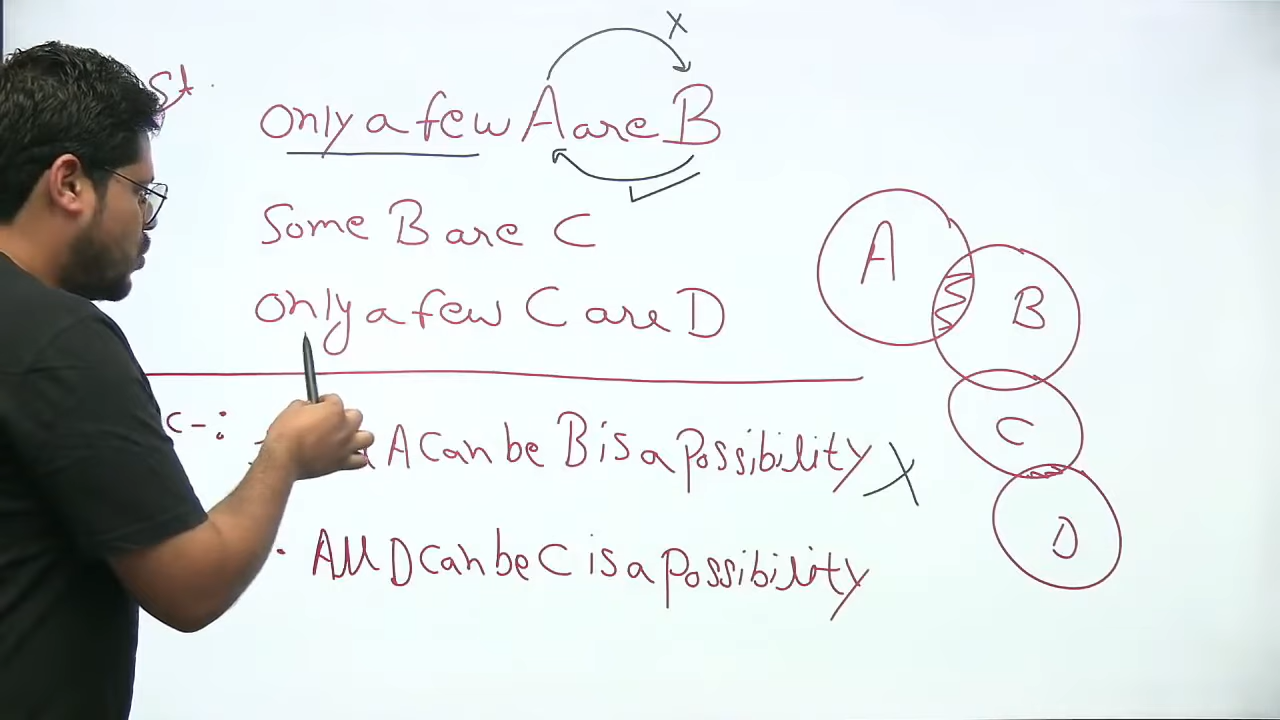 St.
Only a few A are B
X
Some B are C
Only a few C are D
C-:
A Can be B is a Possibility X
• All D Can be C is a Possibility
A
B
C
D